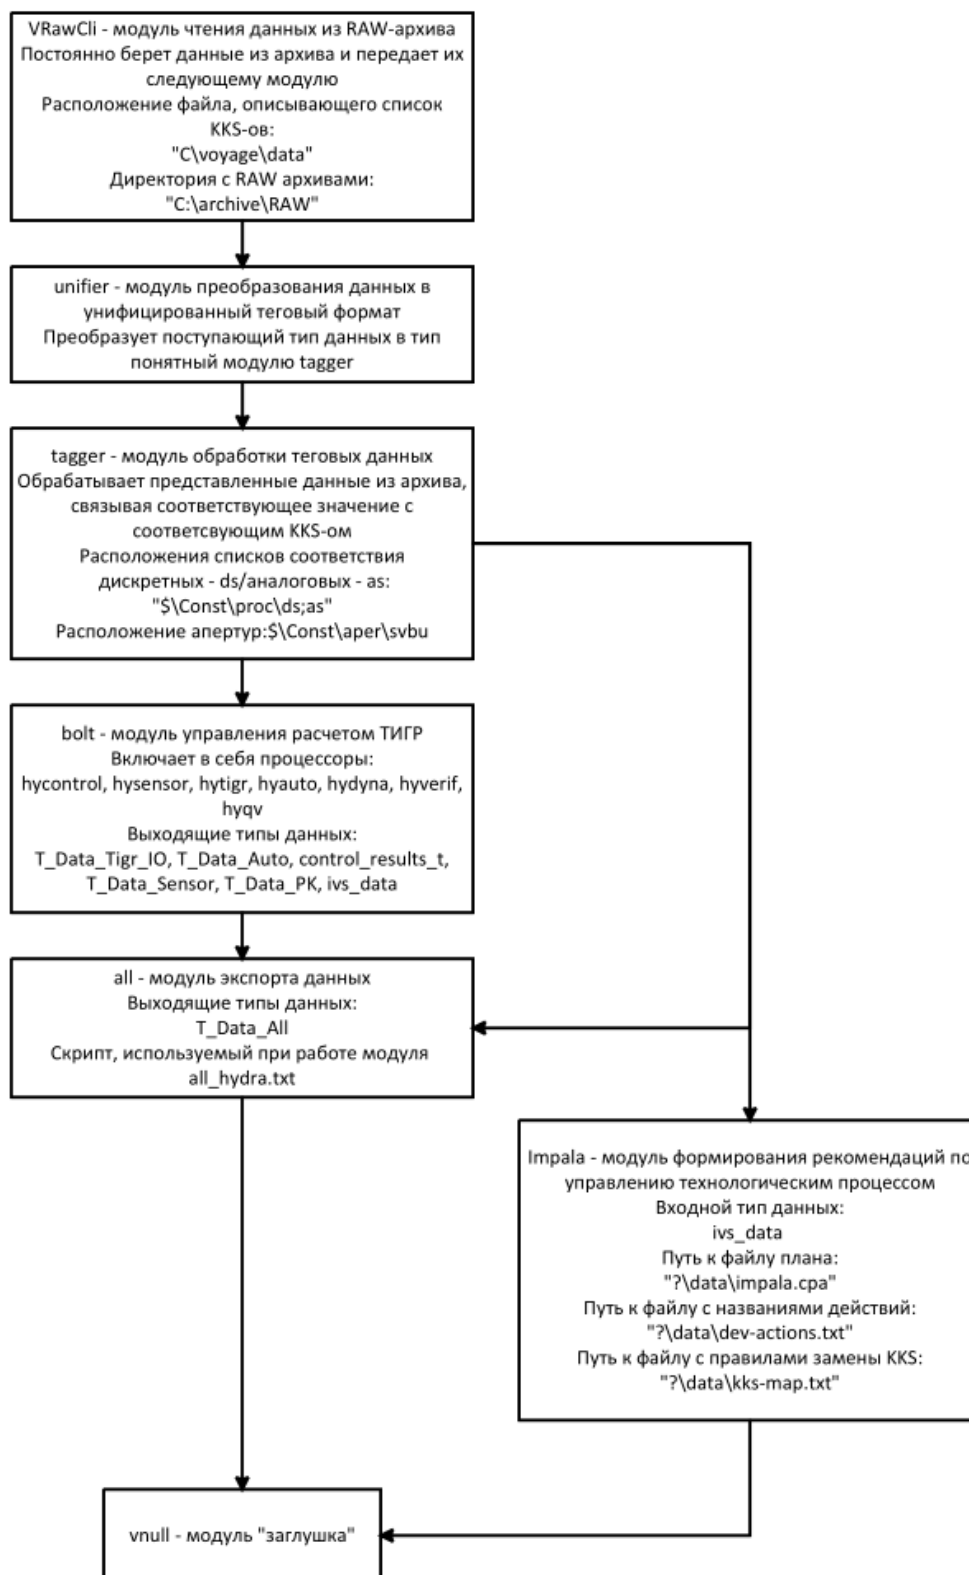 VRawCli - модуль чтения данных из RAW-архива
Постоянно берет данные из архива и передает их
следующему модулю
Расположение файла, описывающего список
KKS-ов:
"C\voyage\data"
Директория с RAW архивами:
"C:\archive\RAW"
unifier - модуль преобразования данных в
унифицированный теговый формат
Преобразует поступающий тип данных в тип
понятный модулю tagger
tagger - модуль обработки теговых данных
Обрабатывает представленные данные из архива,
связывая соответствующее значение с
соответсвующим KKS-ом
Расположения списков соответствия
дискретных - ds/аналоговых - as:
"$\Const\proc\ds;as"
Расположение апертур:$\Const\aper\svbu
bolt - модуль управления расчетом ТИГР
Включает в себя процессоры:
hycontrol, hysensor, hytigr, hyauto, hydyna, hyverif,
hyqv
Выходящие типы данных:
T_Data_Tigr_IO, T_Data_Auto, control_results_t,
T_Data_Sensor, T_Data_PK, ivs_data
all - модуль экспорта данных
Выходящие типы данных:
T_Data_All
Скрипт, используемый при работе модуля
all_hydra.txt
Impala - модуль формирования рекомендаций по
управлению технологическим процессом
Входной тип данных:
ivs_data
Путь к файлу плана:
"?\data\impala.cpa"
Путь к файлу с названиями действий:
"?\data\dev-actions.txt"
Путь к файлу с правилами замены KKS:
"?\data\kks-map.txt"
vnull - модуль "заглушка"